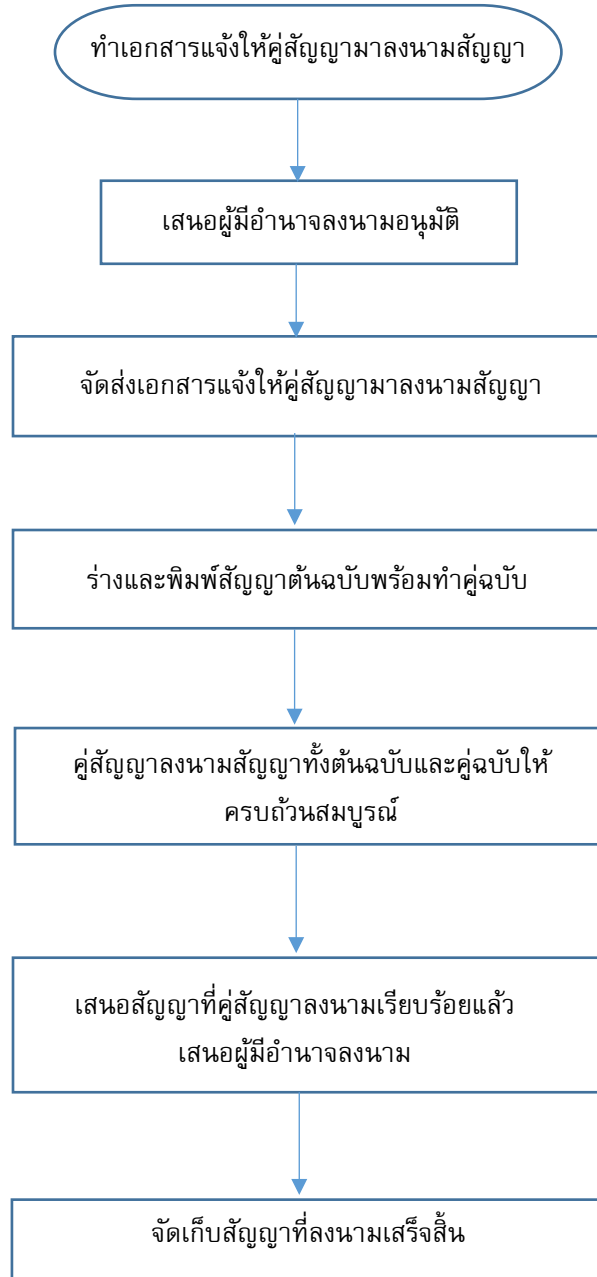 ทำเอกสารแจ้งให้คู่สัญญามาลงนามสัญญา
เสนอผู้มีอำนาจลงนามอนุมัติ
จัดส่งเอกสารแจ้งให้คู่สัญญามาลงนามสัญญา
ร่างและพิมพ์สัญญาต้นฉบับพร้อมทำคู่ฉบับ
คู่สัญญาลงนามสัญญาทั้งต้นฉบับและคู่ฉบับให้
ครบถ้วนสมบูรณ์
เสนอสัญญาที่คู่สัญญาลงนามเรียบร้อยแล้ว
เสนอผู้มีอำนาจลงนาม
จัดเก็บสัญญาที่ลงนามเสร็จสิ้น